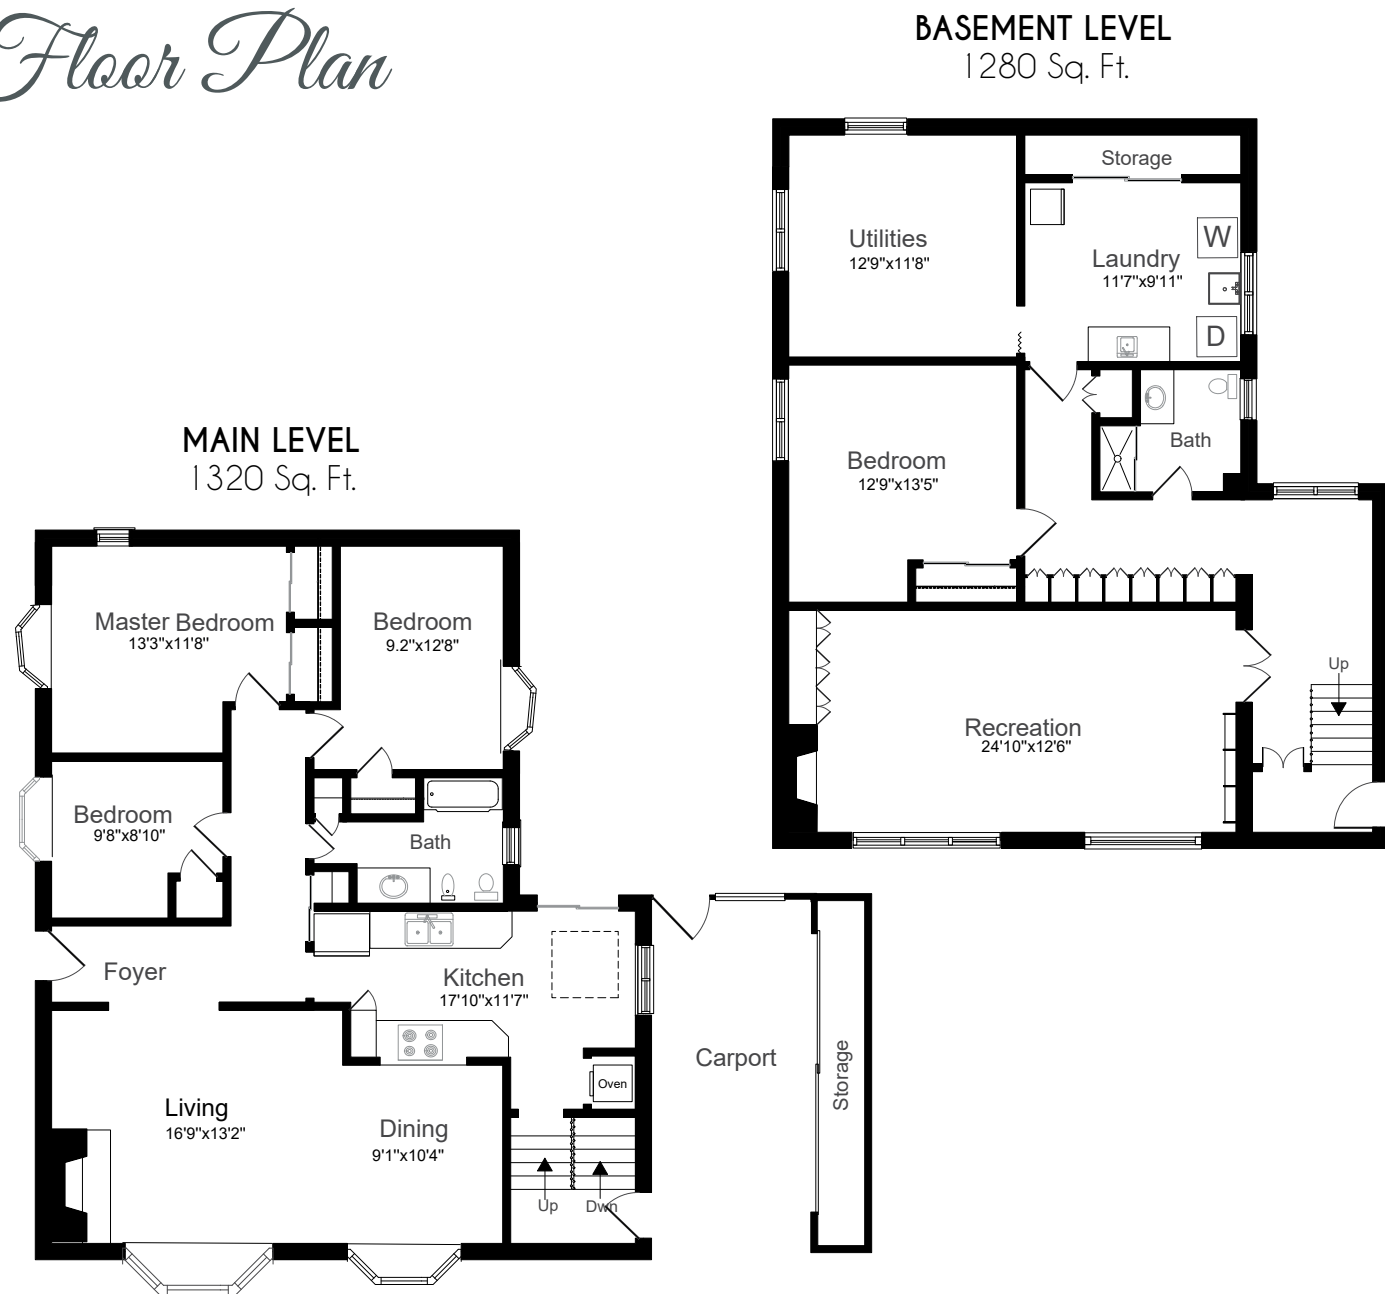 Floor Plan
BASEMENT LEVEL
1280 Sq. Ft.
Storage
Utilities
12'9"x11'8"
Laundry
11'7"x9'11"
W
D
Bath
Bedroom
12'9"x13'5"
Up
Recreation
24'10"x12'6"
MAIN LEVEL
1320 Sq. Ft.
Master Bedroom
13'3"x11'8"
Bedroom
9.2"x12'8"
Bedroom
9'8"x8'10"
Bath
Foyer
Kitchen
17'10"x11'7"
Oven
Carport
Storage
Living
16'9"x13'2"
Dining
9'1"x10'4"
Up
Dwn